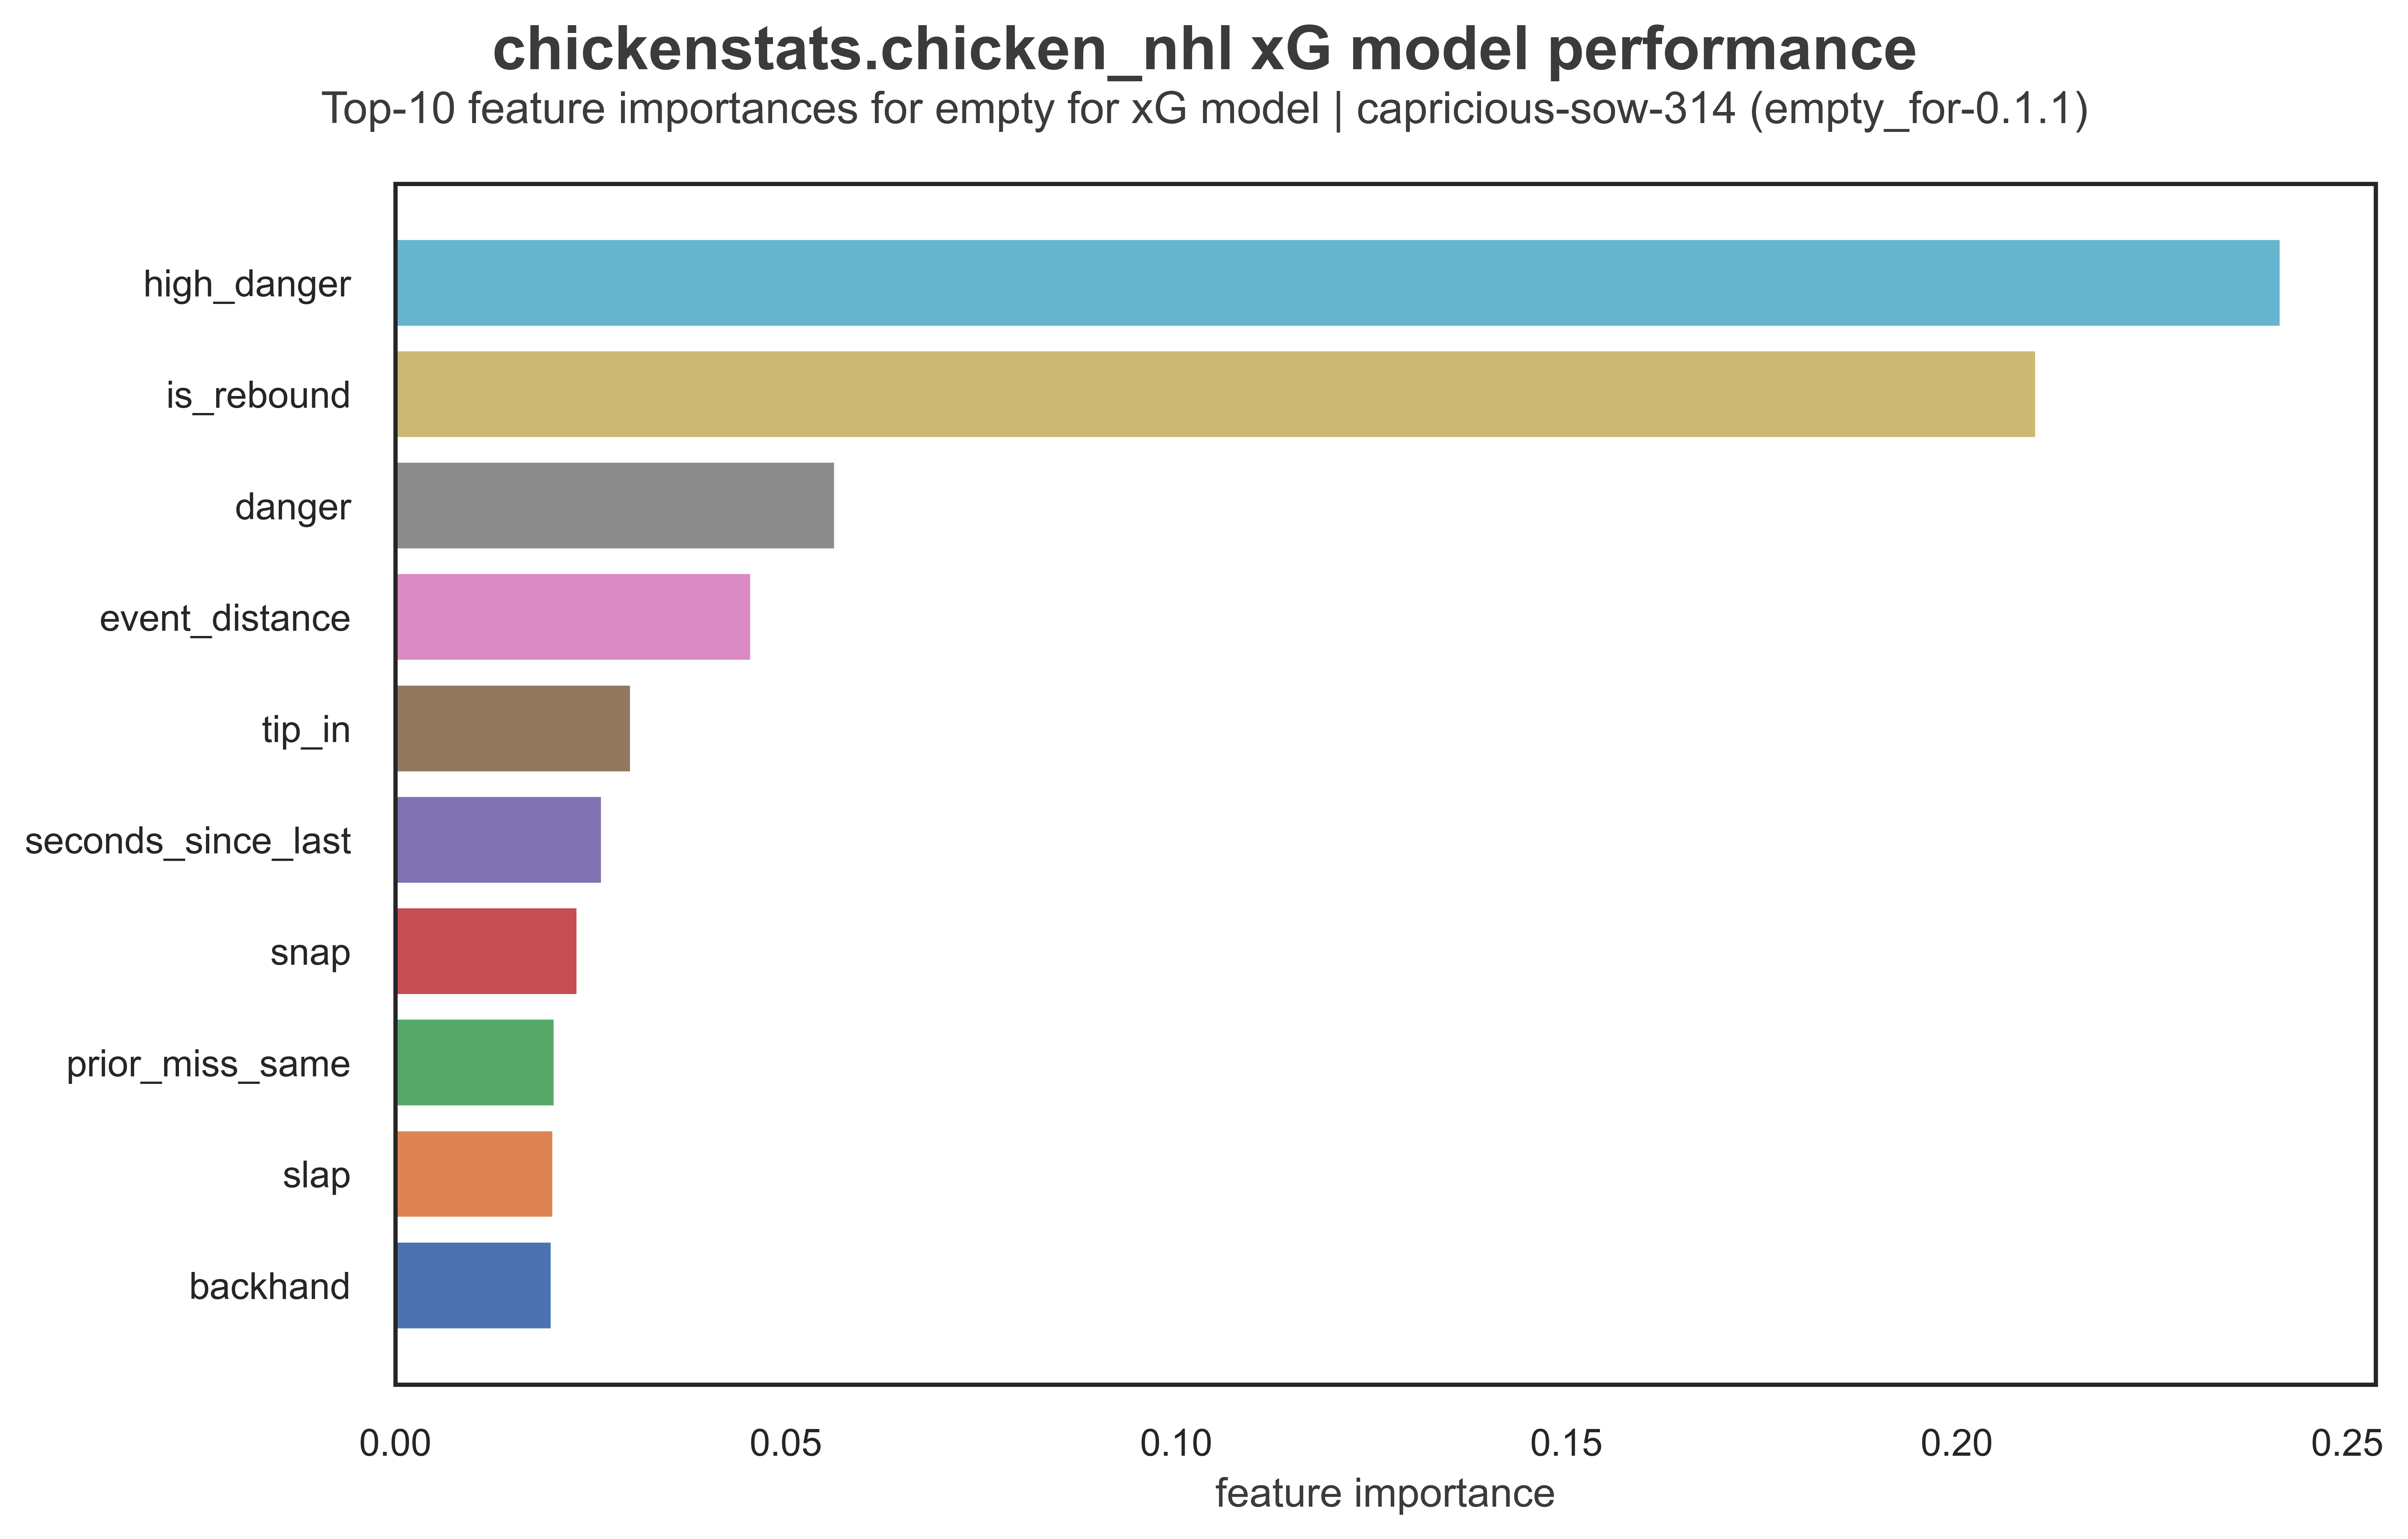 chickenstats.chicken_nhl xG model performance
Top-10 feature importances for empty for xG model | capricious-sow-314 (empty_for-0.1.1)
high_danger
is_rebound
danger
event_distance
tip_in
seconds_since_last
snap
prior_miss_same
slap
backhand
0.00 0.05 0.10 0.15 0.20 0.25
feature importance